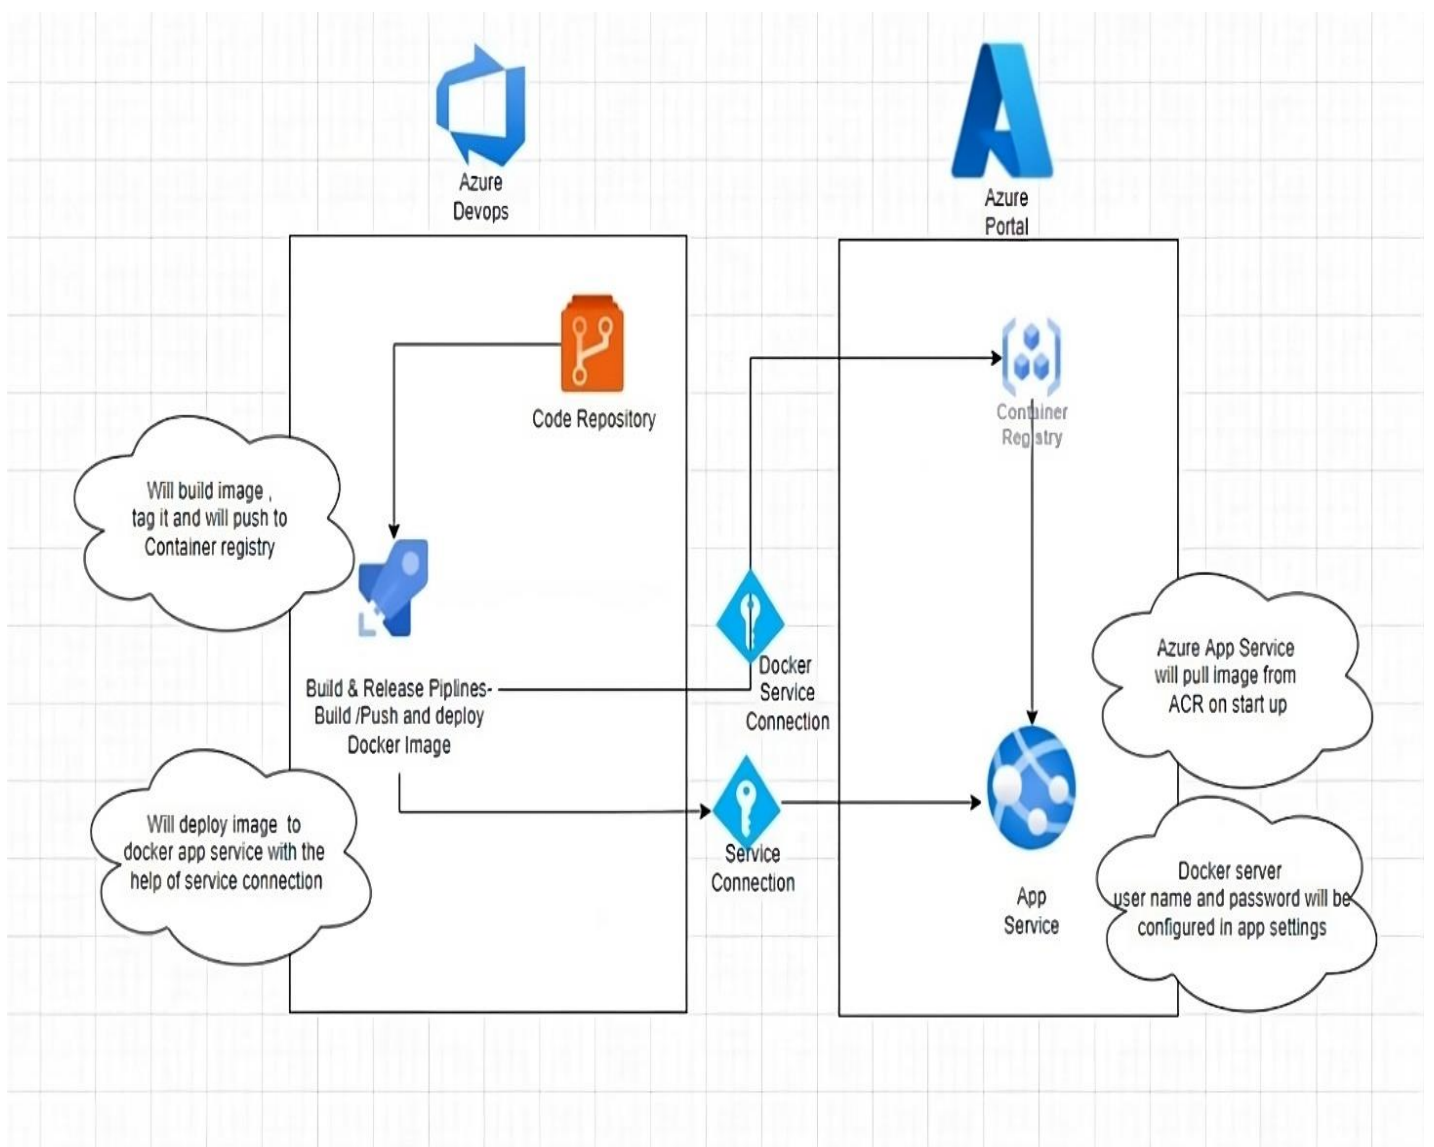 Azure
Devops
Azure
Portal
Code Repository
Container
Registry
Will build image ,
tag it and will push to
Container registry
Build & Release Piplines-
Build /Push and deploy
Docker Image
Docker
Service
Connection
Azure App Service
will pull image from
ACR on start up
Will deploy image to
docker app service with the
help of service connection
Service
Connection
App
Service
Docker server
user name and password will be
configured in app settings